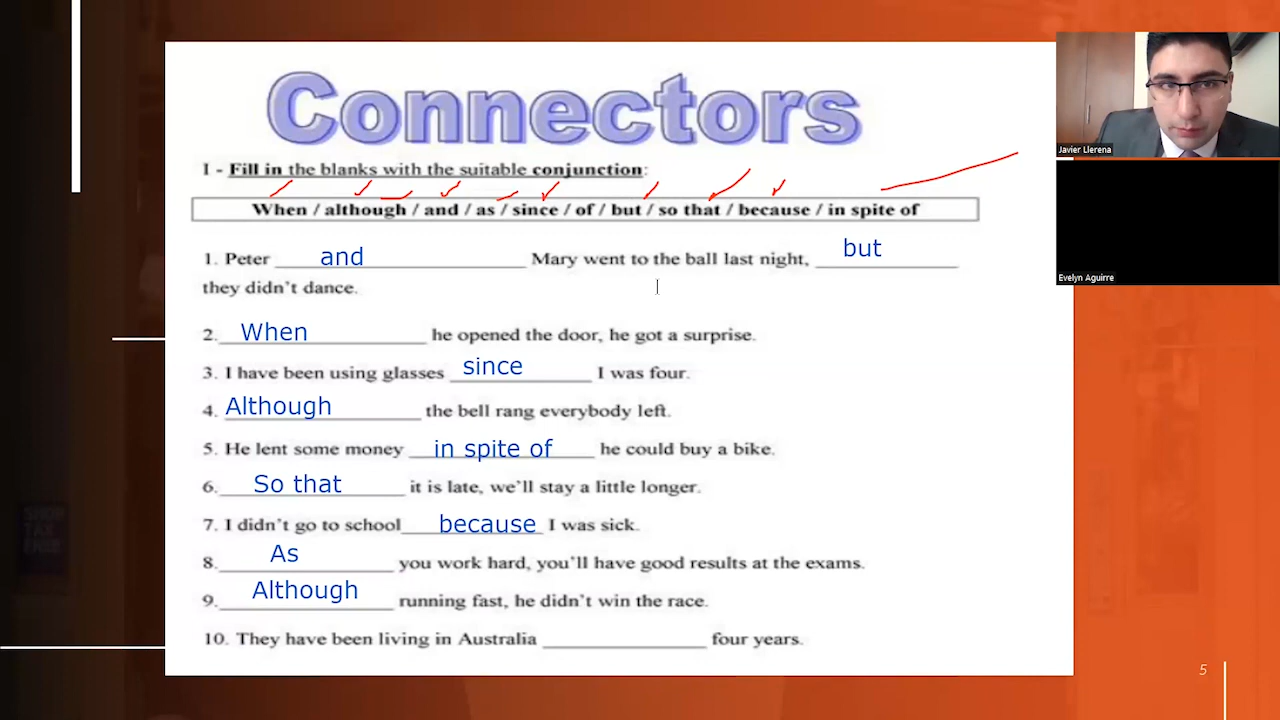 Connectors
I - Fill in the blanks with the suitable conjunction:
When / although / and / as / since / of / but / so that / because / in spite of
1. Peter and Mary went to the ball last night, but
they didn't dance.
2. When he opened the door, he got a surprise.
3. I have been using glasses since I was four.
4. Although the bell rang everybody left.
5. He lent some money in spite of he could buy a bike.
6. So that it is late, we'll stay a little longer.
7. I didn't go to school because I was sick.
8. As you work hard, you'll have good results at the exams.
9. Although running fast, he didn't win the race.
10. They have been living in Australia ____ four years.
Javier Llerena
Evelyn Aguirre
5